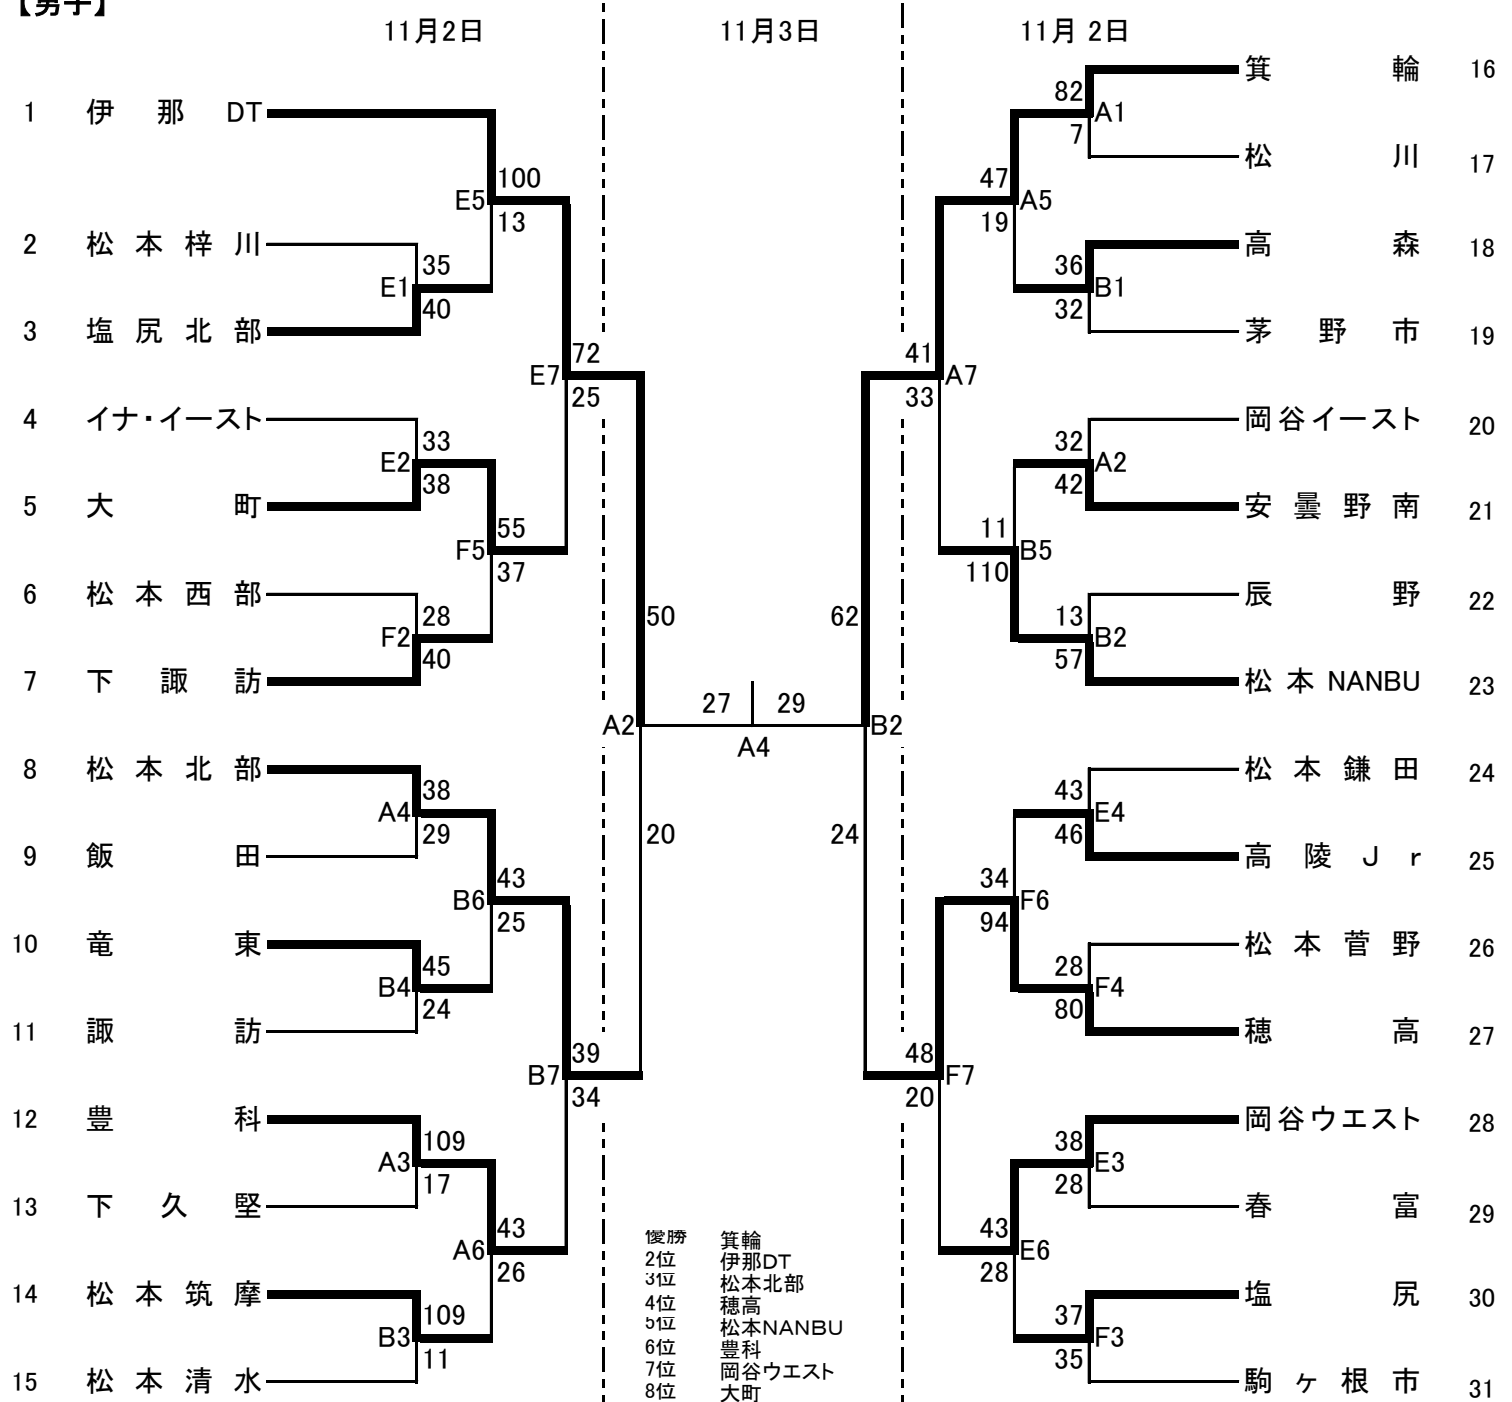 【男子】
11月2日 11月3日 11月 2日
1 伊那DT
2 松本梓川
3 塩尻北部
4 イナ・イースト
5 大町
6 松本西部
7 下諏訪
8 松本北部
9 飯田
10 竜東
11 諏訪
12 豊科
13 下久堅
14 松本筑摩
15 松本清水
E1 35 40
E2 33 38
F2 28 40
A4 38 29
B4 45 24
A3 109 17
B3 109 11
E5 100 13
F5 55 37
B6 43 25
A6 43 26
E7 72 25
B7 39 34
A2 50 20
27 29
A4
62 24 B2
41 33 A7
48 20 F7
47 19 A5
11 110 B5
34 94 F6
43 28 E6
82 7 A1
36 32 B1
32 42 A2
13 57 B2
43 46 E4
28 80 F4
38 28 E3
37 35 F3
箕輪 16
松川 17
高森 18
茅野市 19
岡谷イースト 20
安曇野南 21
辰野 22
松本NANBU 23
松本鎌田 24
高陵Jr 25
松本菅野 26
穂高 27
岡谷ウエスト 28
春富 29
塩尻 30
駒ヶ根市 31
優勝 箕輪
2位 伊那DT
3位 松本北部
4位 穂高
5位 松本NANBU
6位 豊科
7位 岡谷ウエスト
8位 大町